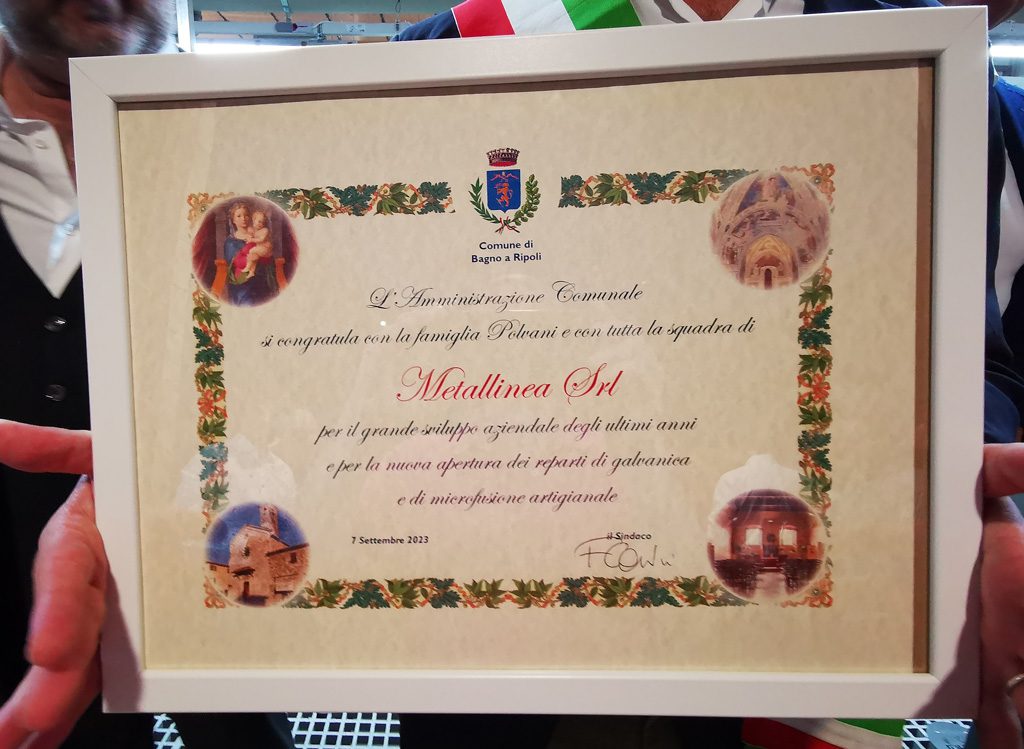 Comune di
Bagno a Ripoli
L'Amministrazione Comunale
si congratula con la famiglia Polvani e con tutta la squadra di
Metallinea Srl
per il grande sviluppo aziendale degli ultimi anni
e per la nuova apertura dei reparti di galvanica
e di microfusione artigianale
7 Settembre 2023
il Sindaco